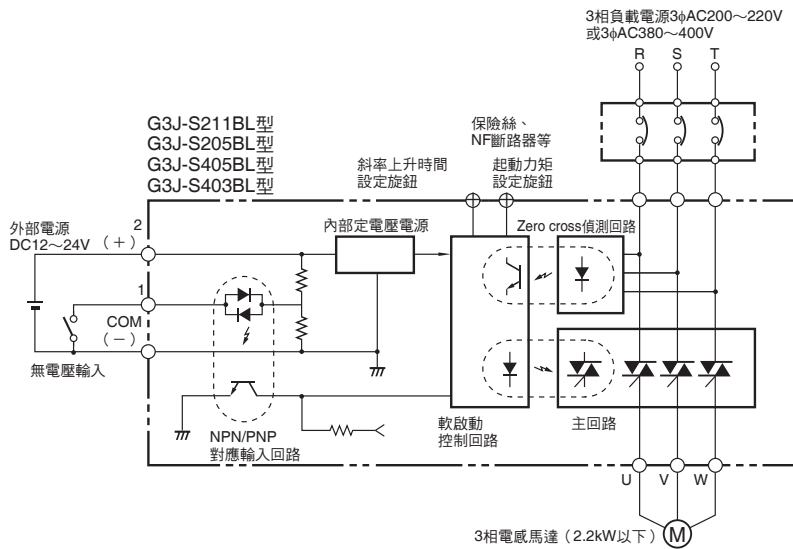 3相負載電源3φAC200～220V
或3φAC380～400V
R S T
G3J-S211BL型
G3J-S205BL型
G3J-S405BL型
G3J-S403BL型
保險絲、
NF斷路器等
斜率上升時間
設定旋鈕
起動力矩
設定旋鈕
外部電源
DC12～24V （＋）
2
內部定電壓電源
Zero cross偵測回路
1
COM
（－）
無電壓輸入
NPN/PNP
對應輸入回路
軟啟動
控制回路
主回路
U V W
3相電感馬達（2.2kW以下）
M